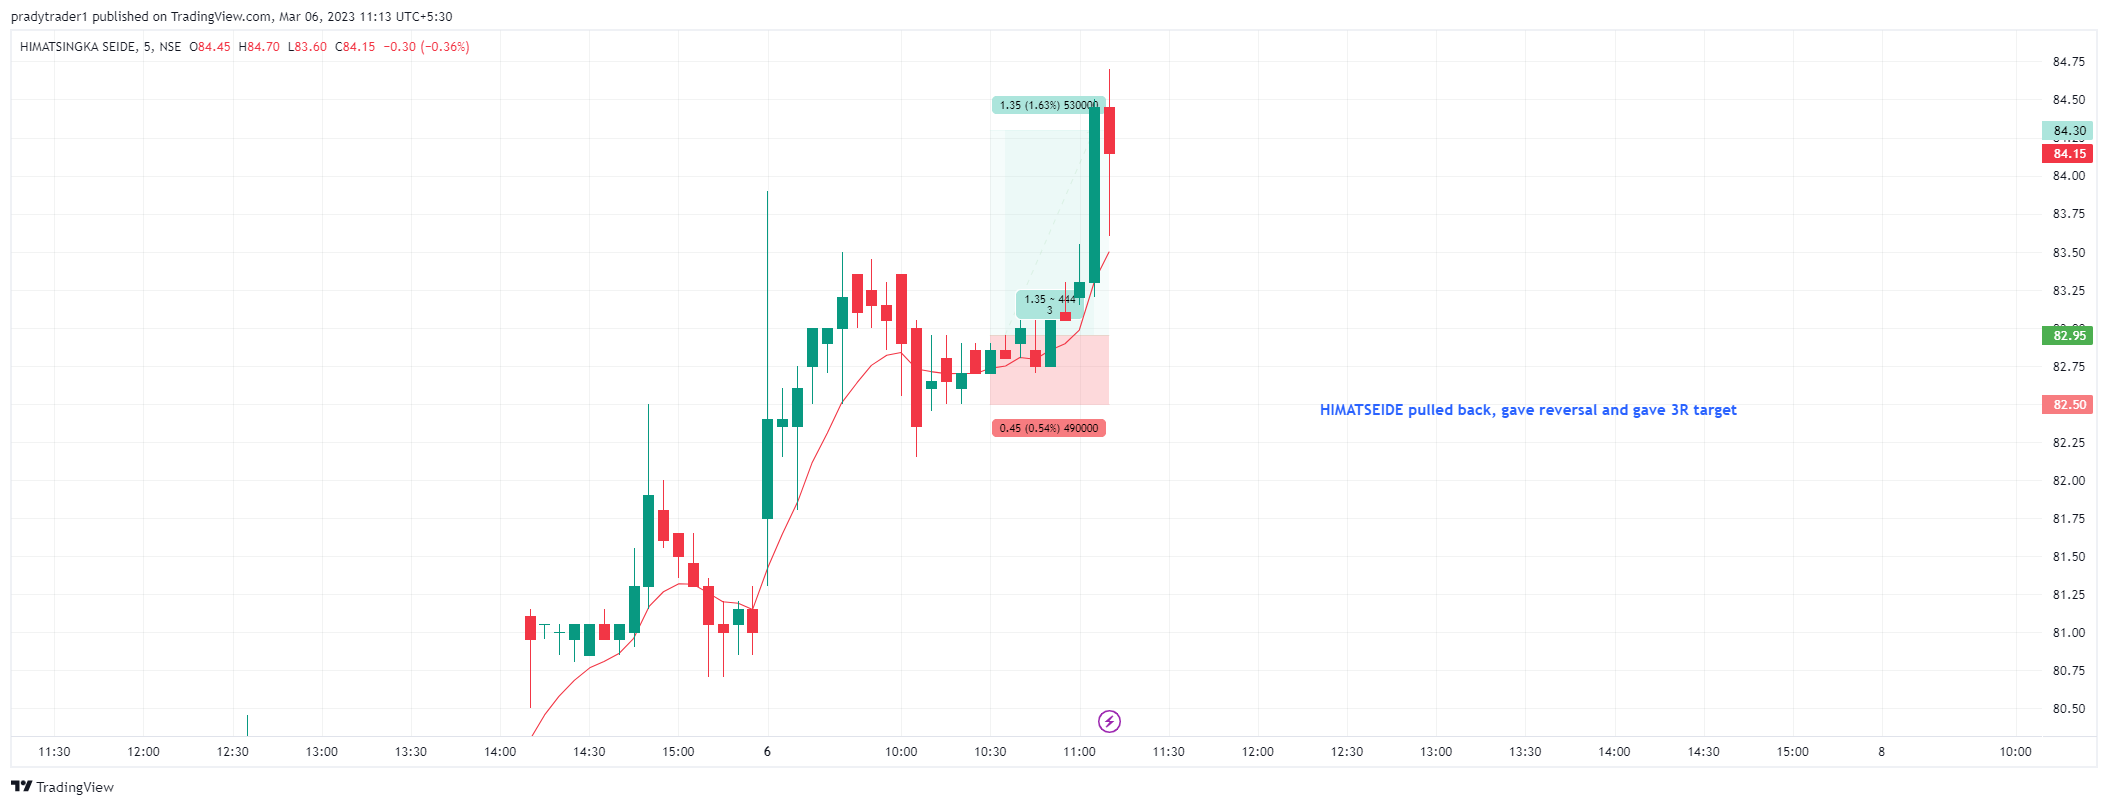 pradytrader1 published on TradingView.com, Mar 06, 2023 11:13 UTC+5:30
HIMATSINGKA SEIDE, 5, NSE O84.45 H84.70 L83.60 C84.15 −0.30 (−0.36%)
84.75
1.35 (1.63%) 530000
84.50
84.30
84.15
84.00
83.75
83.50
83.25
1.35 ~ 444
3
82.95
82.75
82.50
HIMATSEIDE pulled back, gave reversal and gave 3R target
0.45 (0.54%) 490000
82.25
82.00
81.75
81.50
81.25
81.00
80.75
80.50
11:30 12:00 12:30 13:00 13:30 14:00 14:30 15:00 6 10:00 10:30 11:00 11:30 12:00 12:30 13:00 13:30 14:00 14:30 15:00 8 10:00
TradingView